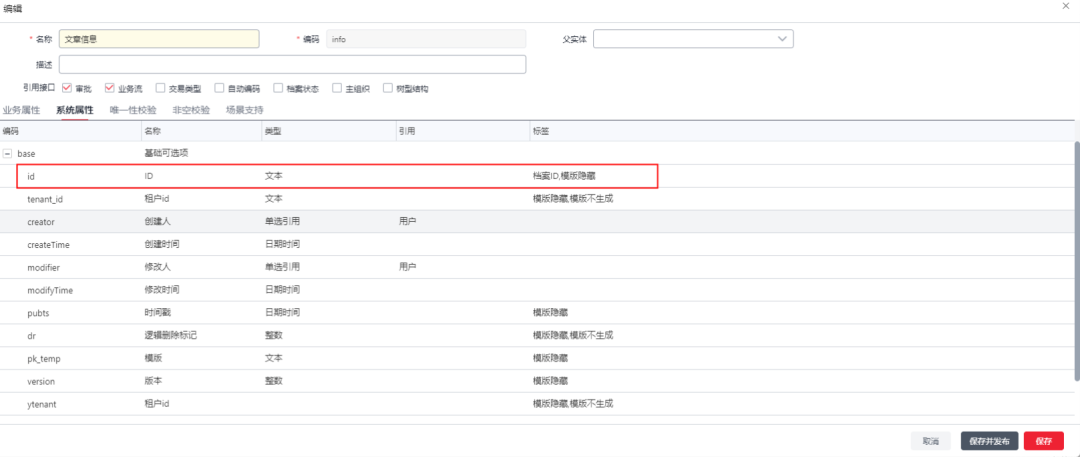 编辑
* 名称 文章信息 * 编码 info 父实体
描述
引用接口 审批 业务流 交易类型 自动编码 档案状态 主组织 树型结构
业务属性 系统属性 唯一性校验 非空校验 场景支持
编码 名称 类型 引用 标签
base 基础可选项
id ID 文本 档案ID,模版隐藏
tenant_id 租户id 文本 模版隐藏,模版不生成
creator 创建人 单选引用 用户
createTime 创建时间 日期时间
modifier 修改人 单选引用 用户
modifyTime 修改时间 日期时间
pubts 时间戳 日期时间 模版隐藏
dr 逻辑删除标记 整数 模版隐藏,模版不生成
pk_temp 模版 文本 模版隐藏
version 版本 整数 模版隐藏
ytenant 租户id 模版隐藏,模版不生成
取消 保存并发布 保存